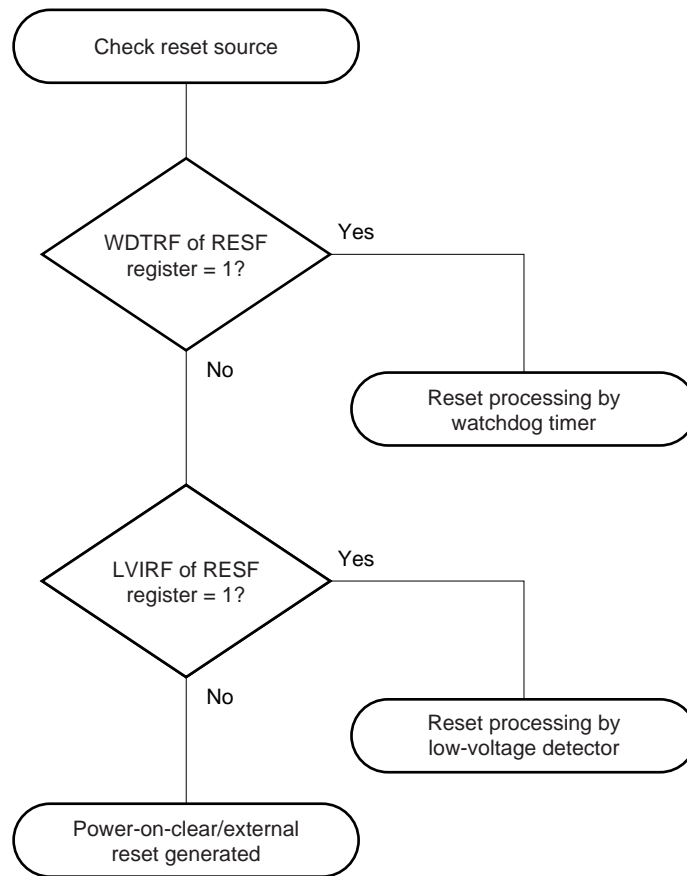 Check reset source
WDTRF of RESF
register = 1?
Yes
No
Reset processing by
watchdog timer
LVIRF of RESF
register = 1?
Yes
No
Reset processing by
low-voltage detector
Power-on-clear/external
reset generated